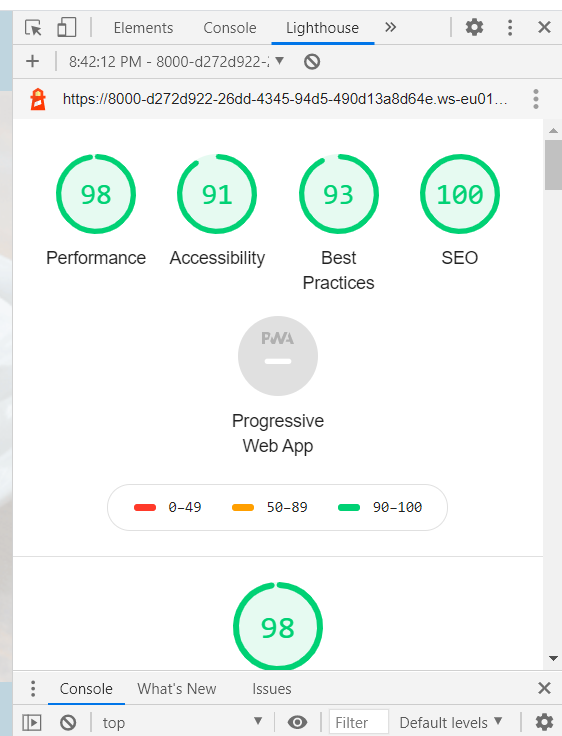 Elements Console Lighthouse »
8:42:12 PM - 8000-d272d922-
https://8000-d272d922-26dd-4345-94d5-490d13a8d64e.ws-eu01…
98 91 93 100
Performance Accessibility Best Practices SEO
PWA
Progressive
Web App
0–49 50–89 90–100
98
Console What's New Issues
top Filter Default levels